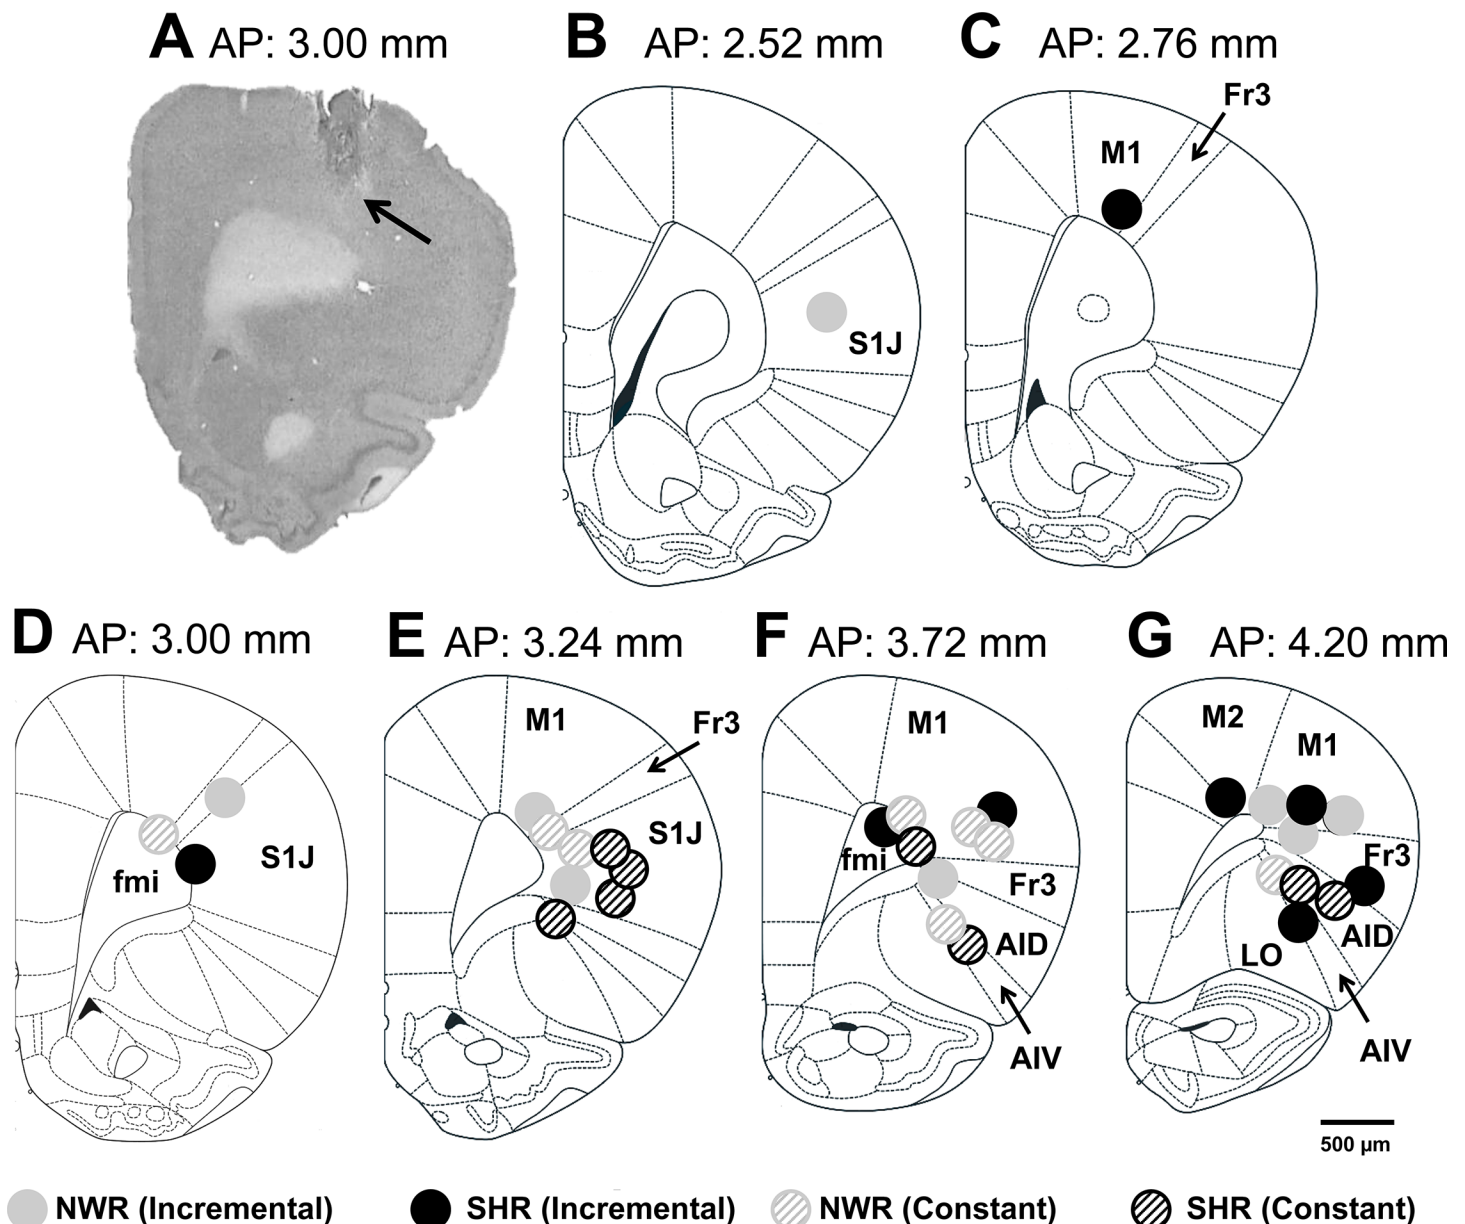 A AP: 3.00 mm
B AP: 2.52 mm
C AP: 2.76 mm
Fr3
M1
S1J
D AP: 3.00 mm
E AP: 3.24 mm
F AP: 3.72 mm
G AP: 4.20 mm
S1J
fmi
M1
Fr3
S1J
M1
fmi
Fr3
AID
AIV
M2
M1
Fr3
AID
LO
AIV
500 µm
NWR (Incremental) SHR (Incremental) NWR (Constant) SHR (Constant)